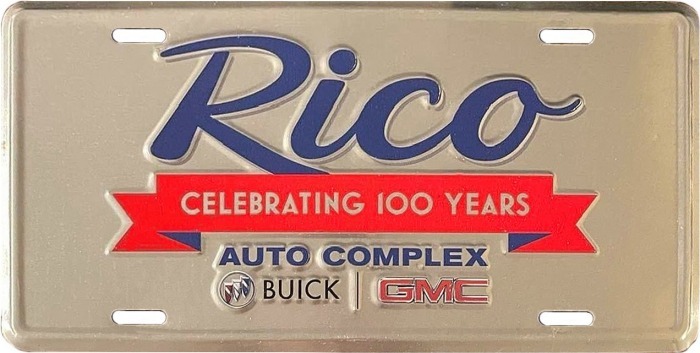 Rico
CELEBRATING 100 YEARS
AUTO COMPLEX
BUICK | GMC